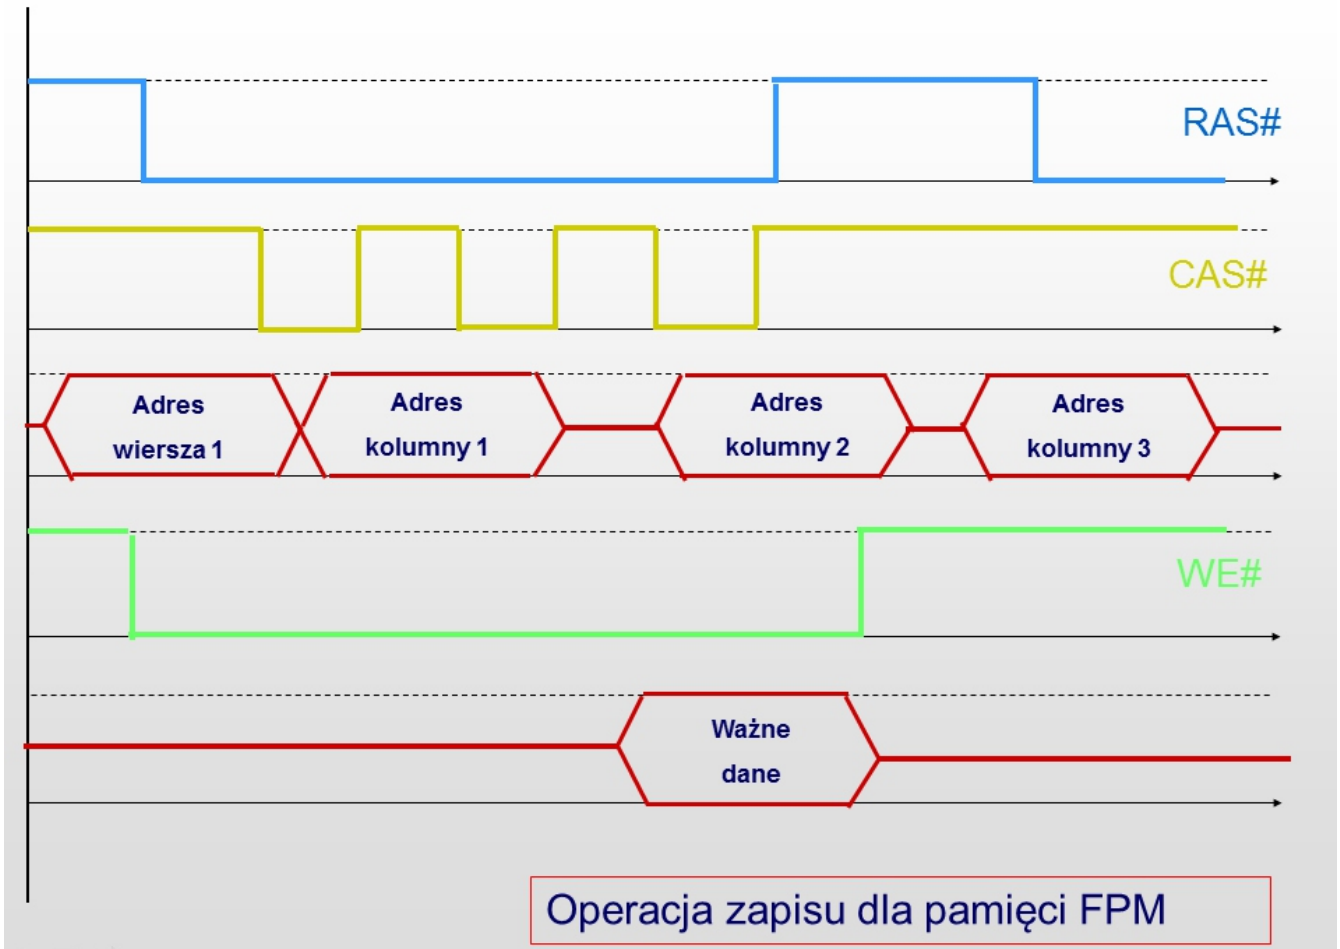 RAS#
CAS#
Adres
wiersza 1
Adres
kolumny 1
Adres
kolumny 2
Adres
kolumny 3
WE#
Ważne
dane
Operacja zapisu dla pamięci FPM